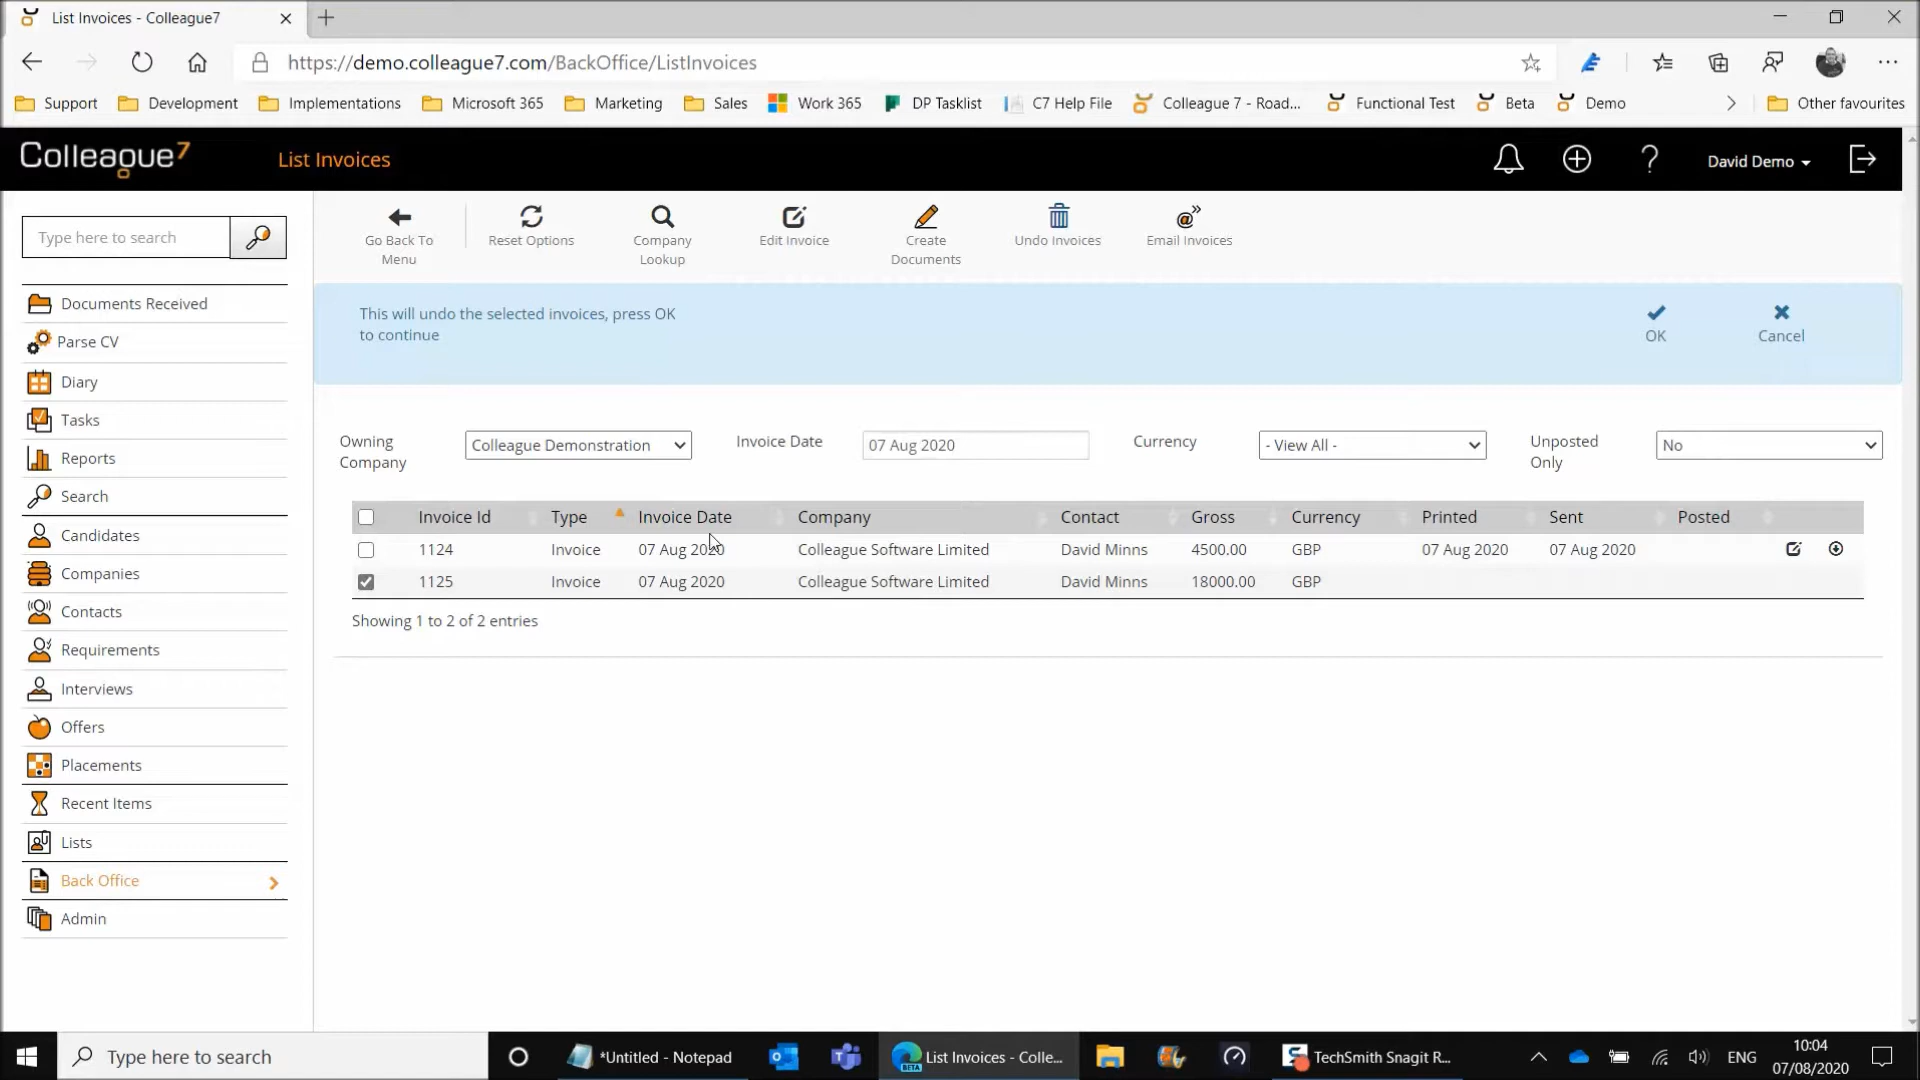 List Invoices - Colleague7
https://demo.colleague7.com/BackOffice/ListInvoices
Support Development Implementations Microsoft 365 Marketing Sales Work 365 DP Tasklist C7 Help File Colleague 7 - Road... Functional Test Beta Demo Other favourites
Colleague7 List Invoices David Demo
Type here to search
Go Back To Menu
Reset Options
Company Lookup
Edit Invoice
Create Documents
Undo Invoices
Email Invoices
This will undo the selected invoices, press OK
to continue
OK Cancel
Documents Received
Parse CV
Diary
Tasks
Reports
Search
Candidates
Companies
Contacts
Requirements
Interviews
Offers
Placements
Recent Items
Lists
Back Office
Admin
Owning Company Colleague Demonstration Invoice Date 07 Aug 2020 Currency - View All - Unposted Only No
Invoice Id Type Invoice Date Company Contact Gross Currency Printed Sent Posted
1124 Invoice 07 Aug 2020 Colleague Software Limited David Minns 4500.00 GBP 07 Aug 2020 07 Aug 2020
1125 Invoice 07 Aug 2020 Colleague Software Limited David Minns 18000.00 GBP
Showing 1 to 2 of 2 entries
Type here to search *Untitled - Notepad BETA List Invoices - Colle... TechSmith Snagit R... ENG 10:04
07/08/2020